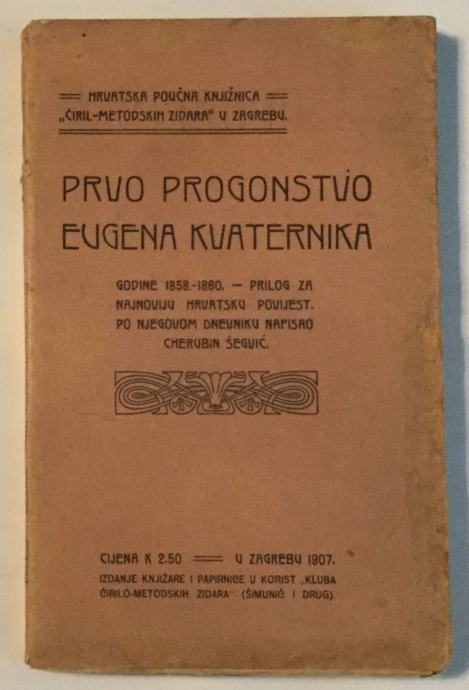 HRVATSKA POUČNA KNJIŽNICA
„ĆIRIL-METODSKIH ZIDARA" U ZAGREBU.
PRVO PROGONSTVO
EUGENA KVATERNIKA
GODINE 1858.-1860. — PRILOG ZA
NAJNOVIJU HRVATSKU POVIJEST.
PO NJEGOVOM DNEVNIKU NAPISAO
CHERUBIN ŠEGVIĆ.
CIJENA K 2.50 U ZAGREBU 1907.
IZDANJE KNJIŽARE I PAPIRNICE U KORIST „KLUBA
ĆIRILO-METODSKIH ZIDARA" (ŠIMUNIĆ I DRUG)